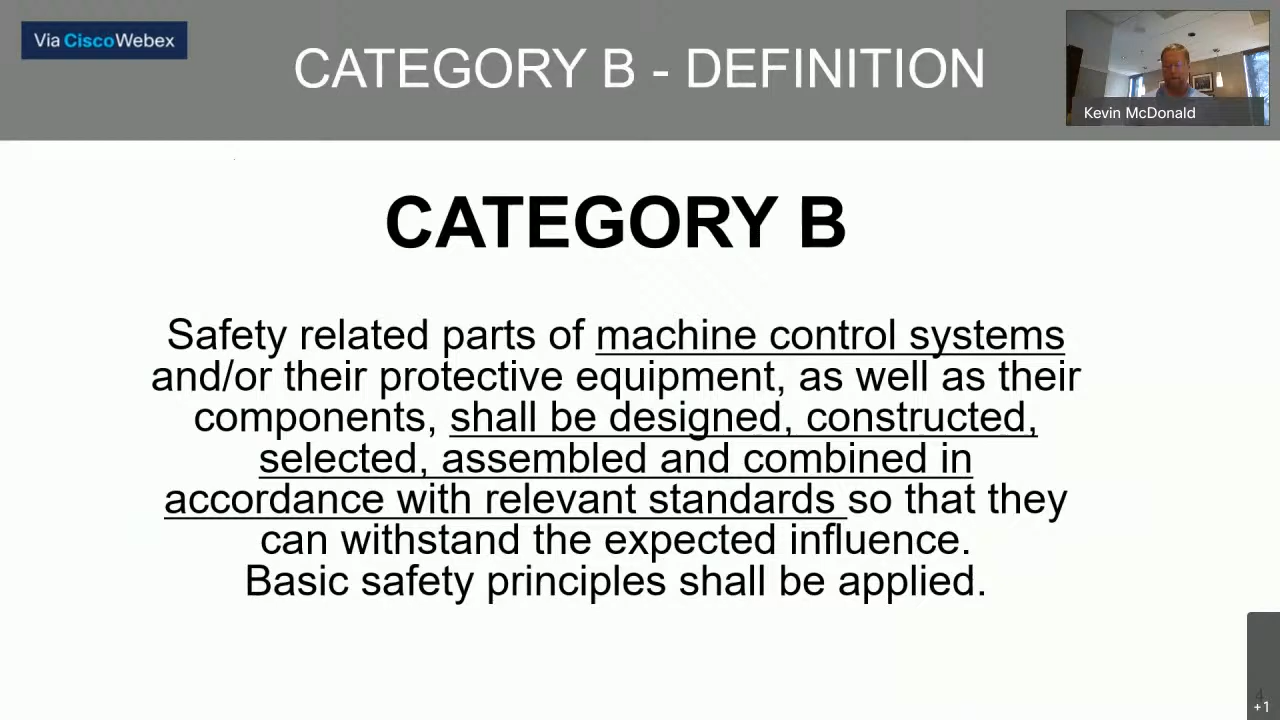 Via CiscoWebex
CATEGORY B - DEFINITION
Kevin McDonald
CATEGORY B
Safety related parts of machine control systems
and/or their protective equipment, as well as their
components, shall be designed, constructed,
selected, assembled and combined in
accordance with relevant standards so that they
can withstand the expected influence.
Basic safety principles shall be applied.
4
+1